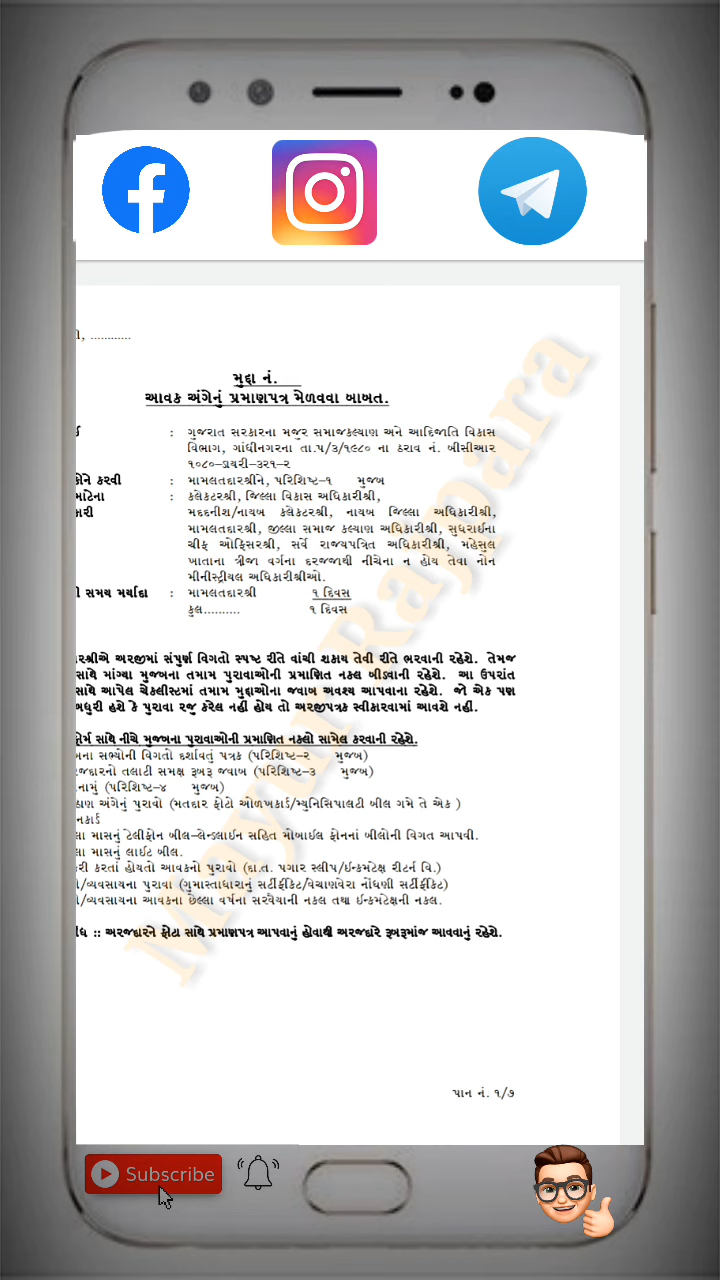 મુદ્દા નં.
આવક અંગેનું પ્રમાણપત્ર મેળવવા બાબત.
: ગુજરાત સરકારના મજુર સમાજકલ્યાણ અને આદિજાતિ વિકાસ
વિભાગ, ગાંધીનગરના તા.૫/૩/૧૯૮૦ ના ઠરાવ નં. બીસીઆર
૧૦૮૦-ડાયરી-૩૨૧-૨
કોને કરવી : મામલતદારશ્રીને, પરિશિષ્ટ-૧ મુજબ
માટેના : કલેકટરશ્રી, જિલ્લા વિકાસ અધિકારીશ્રી,
મદદનીશ/નાયબ કલેકટરશ્રી, નાયબ જિલ્લા અધિકારીશ્રી,
મામલતદારશ્રી, જીલ્લા સમાજ કલ્યાણ અધિકારીશ્રી, સુધરાઈના
ચીફ ઓફિસરશ્રી, સર્વે રાજ્યપત્રિત અધિકારીશ્રી, મહેસુલ
ખાતાના ત્રીજા વર્ગના દરજજાથી નીચેના ન હોય તેવા નોન
મીનીસ્ટ્રીયલ અધિકારીશ્રીઓ.
સમય મર્યાદા : મામલતદારશ્રી ૧ દિવસ
કુલ.......... ૧ દિવસ
અરજીમાં સંપુર્ણ વિગતો સ્પષ્ટ રીતે વાંચી શકાય તેવી રીતે ભરવાની રહેશે. તેમજ
સાથે માંગ્યા મુજબના તમામ પુરાવાઓની પ્રમાણિત નકલ બીડવાની રહેશે. આ ઉપરાંત
સાથે આપેલ ચેકલીસ્ટમાં તમામ મુદ્દાઓના જવાબ અવશ્ય આપવાના રહેશે. જો એક પણ
અધુરી હશે કે પુરાવા રજુ કરેલ નહીં હોય તો અરજીપત્રક સ્વીકારવામાં આવશે નહીં.
ફોર્મ સાથે નીચે મુજબના પુરાવાઓની પ્રમાણિત નકલો સામેલ કરવાની રહેશે.
સભ્યોની વિગતો દર્શાવતું પત્રક (પરિશિષ્ટ-૨ મુજબ)
તલાટી સમક્ષ રૂબરૂ જવાબ (પરિશિષ્ટ-૩ મુજબ)
(પરિશિષ્ટ-૪ મુજબ)
અંગેનું પુરાવો (મતદાર ફોટો ઓળખકાર્ડ/મ્યુનિસિપાલટી બીલ ગમે તે એક )
માસનું ટેલીફોન બીલ-લેન્ડલાઈન સહિત મોબાઈલ ફોનનાં બીલોની વિગત આપવી.
માસનું લાઈટ બીલ.
કરતાં હોયતો આવકનો પુરાવો (દા.ત. પગાર સ્લીપ/ઈન્કમટેક્ષ રીટર્ન વિ.)
/વ્યવસાયના પુરાવા (ગુમાસ્તાધારાનું સર્ટીફીકેટ/વેચાણવેરા નોંધણી સર્ટીફીકેટ)
/વ્યવસાયના આવકના છેલ્લા વર્ષના સરવૈયાની નકલ તથા ઈન્કમટેક્ષની નકલ.
:: અરજદારને ફોટા સાથે પ્રમાણપત્ર આપવાનું હોવાથી અરજદારે રૂબરૂમાંજ આવવાનું રહેશે.
Mayur Rajpara
પાન નં. ૧/૭
Subscribe